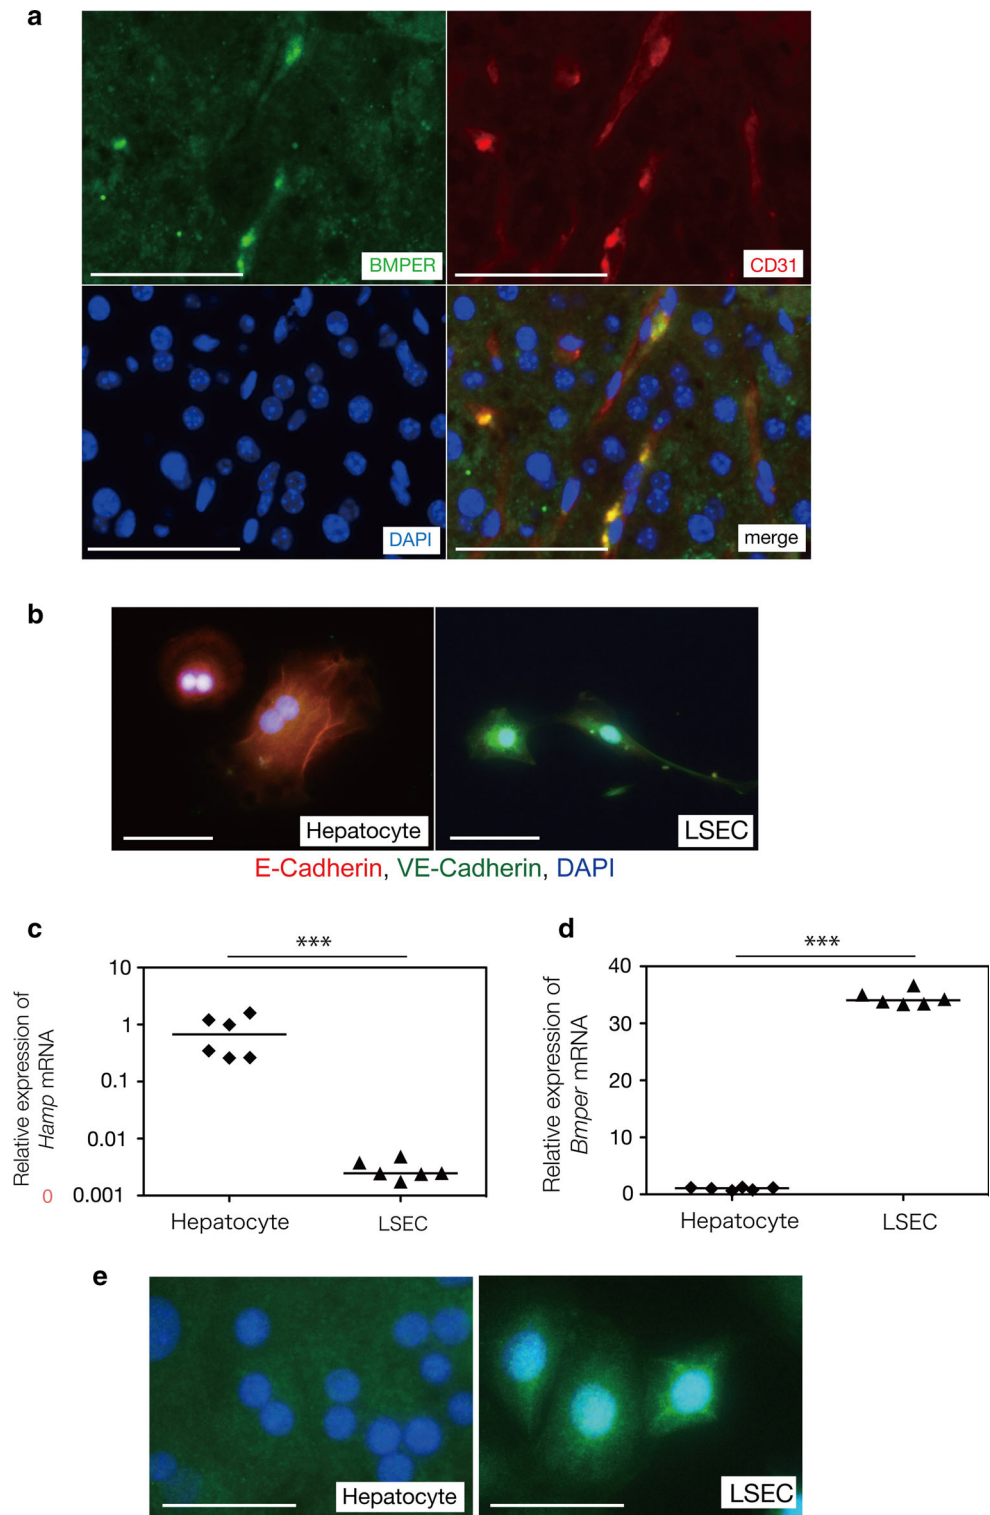 a
BMPER
CD31
DAPI
merge
b
Hepatocyte
LSEC
E-Cadherin, VE-Cadherin, DAPI
c
***
Relative expression of
Hamp mRNA
10
1
0.1
0.01
0.001
0
Hepatocyte
LSEC
d
***
Relative expression of
Bmper mRNA
40
30
20
10
0
Hepatocyte
LSEC
e
Hepatocyte
LSEC